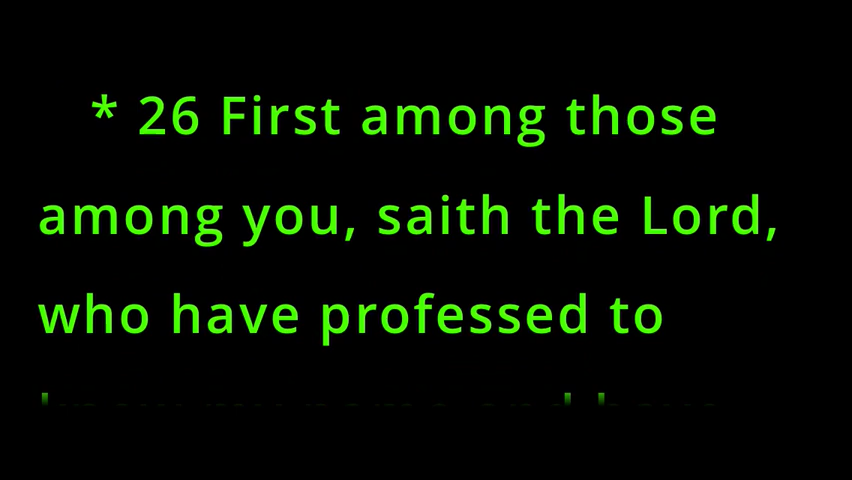 * 26 First among those
among you, saith the Lord,
who have professed to